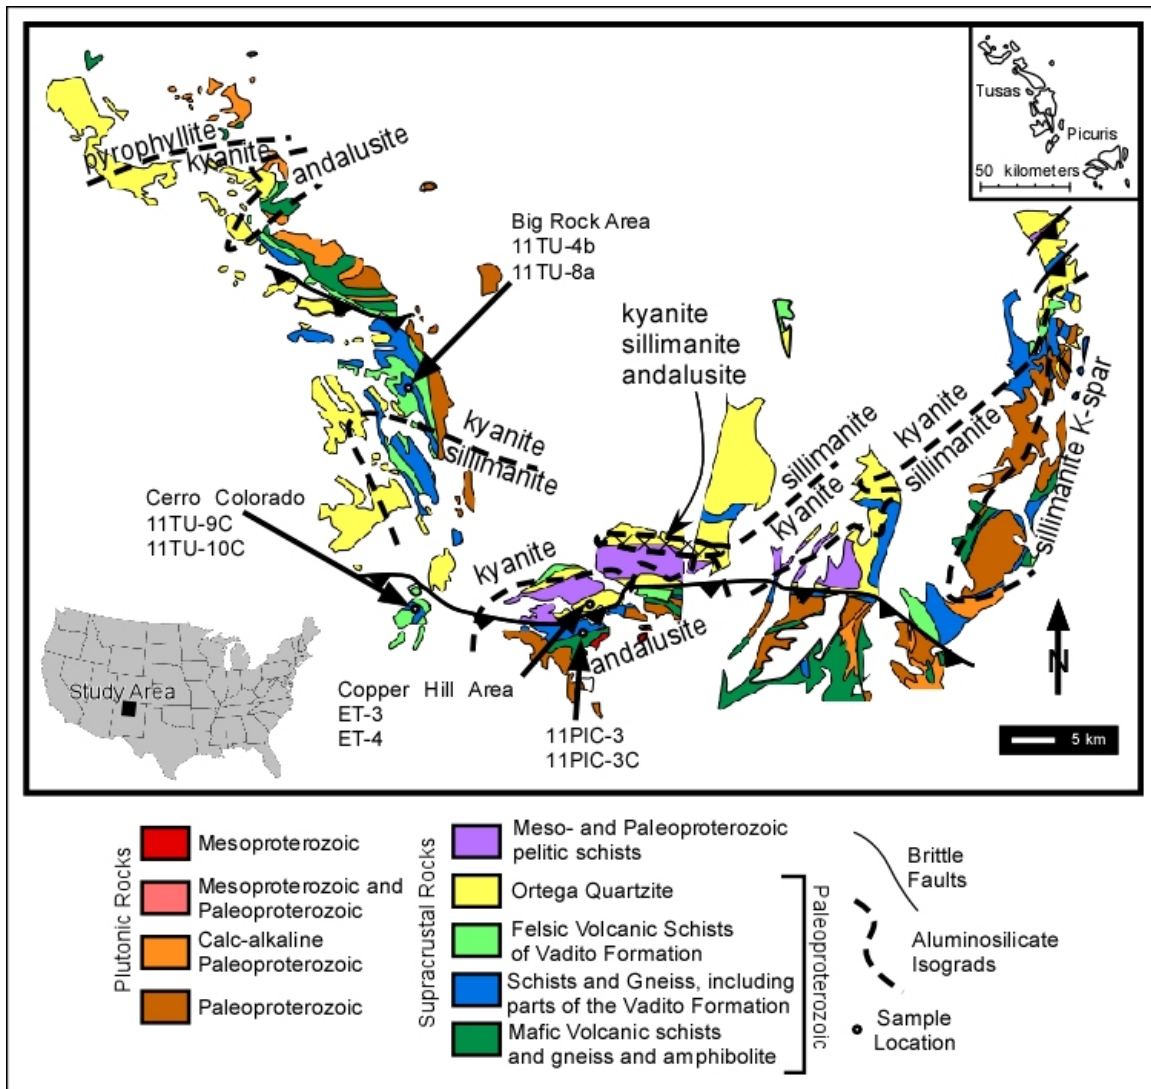 Tusas
Picuris
50 kilometers
pyrophyllite
kyanite
andalusite
Big Rock Area
11TU-4b
11TU-8a
kyanite
sillimanite
andalusite
kyanite
sillimanite
sillimanite
kyanite
kyanite
sillimanite
sillimanite K-spar
Cerro Colorado
11TU-9C
11TU-10C
kyanite
andalusite
Study Area
Copper Hill Area
ET-3
ET-4
11PIC-3
11PIC-3C
N
5 km
Plutonic Rocks
Mesoproterozoic
Mesoproterozoic and
Paleoproterozoic
Calc-alkaline
Paleoproterozoic
Paleoproterozoic
Supracrustal Rocks
Meso- and Paleoproterozoic
pelitic schists
Ortega Quartzite
Felsic Volcanic Schists
of Vadito Formation
Schists and Gneiss, including
parts of the Vadito Formation
Mafic Volcanic schists
and gneiss and amphibolite
Paleoproterozoic
Brittle
Faults
Aluminosilicate
Isograds
Sample
Location